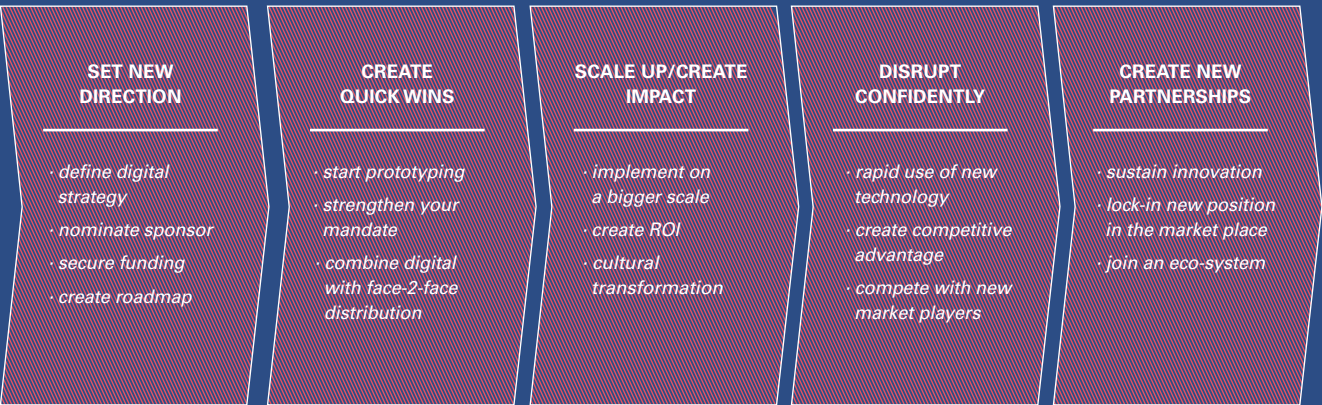 SET NEW
DIRECTION
· define digital
strategy
· nominate sponsor
· secure funding
· create roadmap
CREATE
QUICK WINS
· start prototyping
· strengthen your
mandate
· combine digital
with face-2-face
distribution
SCALE UP/CREATE
IMPACT
· implement on
a bigger scale
· create ROI
· cultural
transformation
DISRUPT
CONFIDENTLY
· rapid use of new
technology
· create competitive
advantage
· compete with new
market players
CREATE NEW
PARTNERSHIPS
· sustain innovation
· lock-in new position
in the market place
· join an eco-system